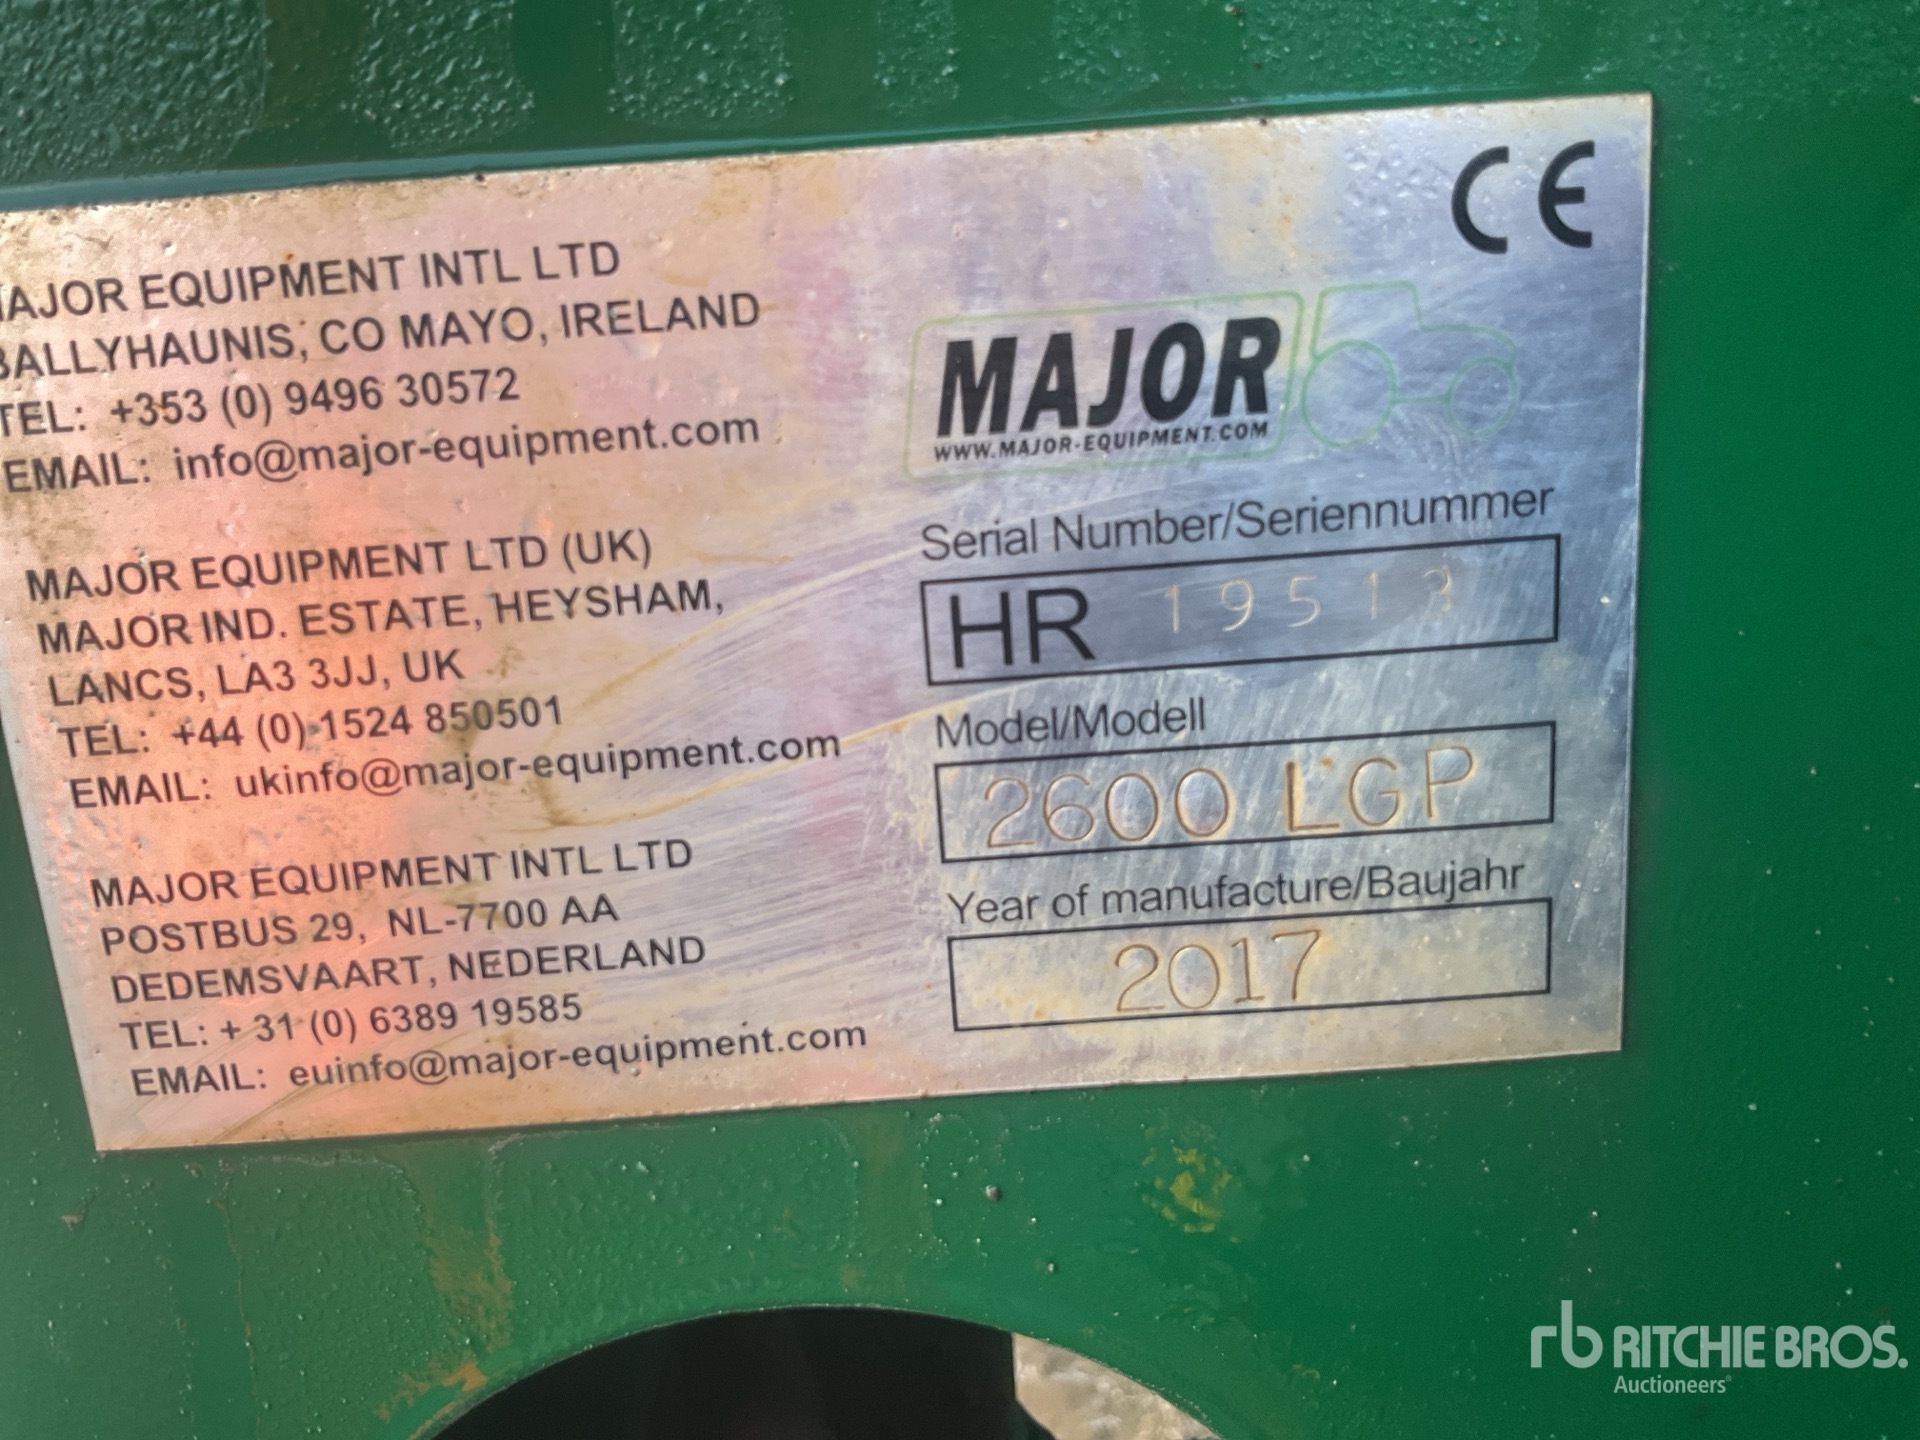 MAJOR EQUIPMENT INTL LTD
BALLYHAUNIS, CO MAYO, IRELAND
TEL: +353 (0) 9496 30572
EMAIL: info@major-equipment.com
MAJOR EQUIPMENT LTD (UK)
MAJOR IND. ESTATE, HEYSHAM,
LANCS, LA3 3JJ, UK
TEL: +44 (0) 1524 850501
EMAIL: ukinfo@major-equipment.com
MAJOR EQUIPMENT INTL LTD
POSTBUS 29, NL-7700 AA
DEDEMSVAART, NEDERLAND
TEL: + 31 (0) 6389 19585
EMAIL: euinfo@major-equipment.com
CE
MAJOR
WWW.MAJOR-EQUIPMENT.COM
Serial Number/Seriennummer
HR 19513
Model/Modell
2600 LGP
Year of manufacture/Baujahr
2017
rb RITCHIE BROS.
Auctioneers